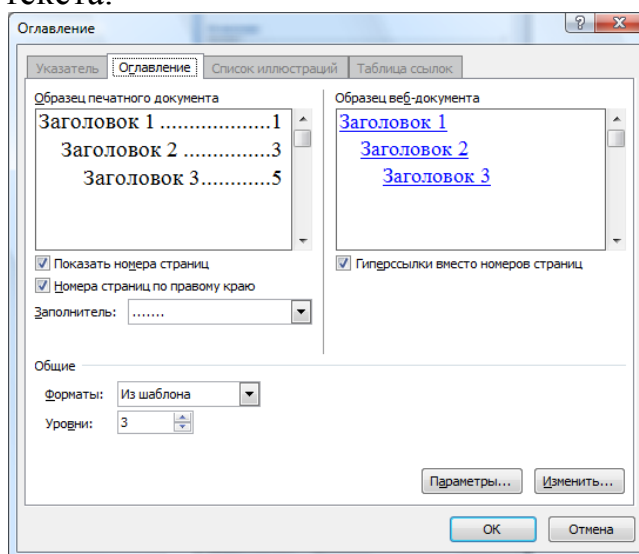 текста.
Оглавление
Указатель Оглавление Список иллюстраций Таблица ссылок
Образец печатного документа
Заголовок 1 ...................1
Заголовок 2 ...............3
Заголовок 3............5
Образец веб-документа
Заголовок 1
Заголовок 2
Заголовок 3
Показать номера страниц
Номера страниц по правому краю
Заполнитель: .......
Гиперссылки вместо номеров страниц
Общие
Форматы: Из шаблона
Уровни: 3
Параметры... Изменить...
ОК Отмена